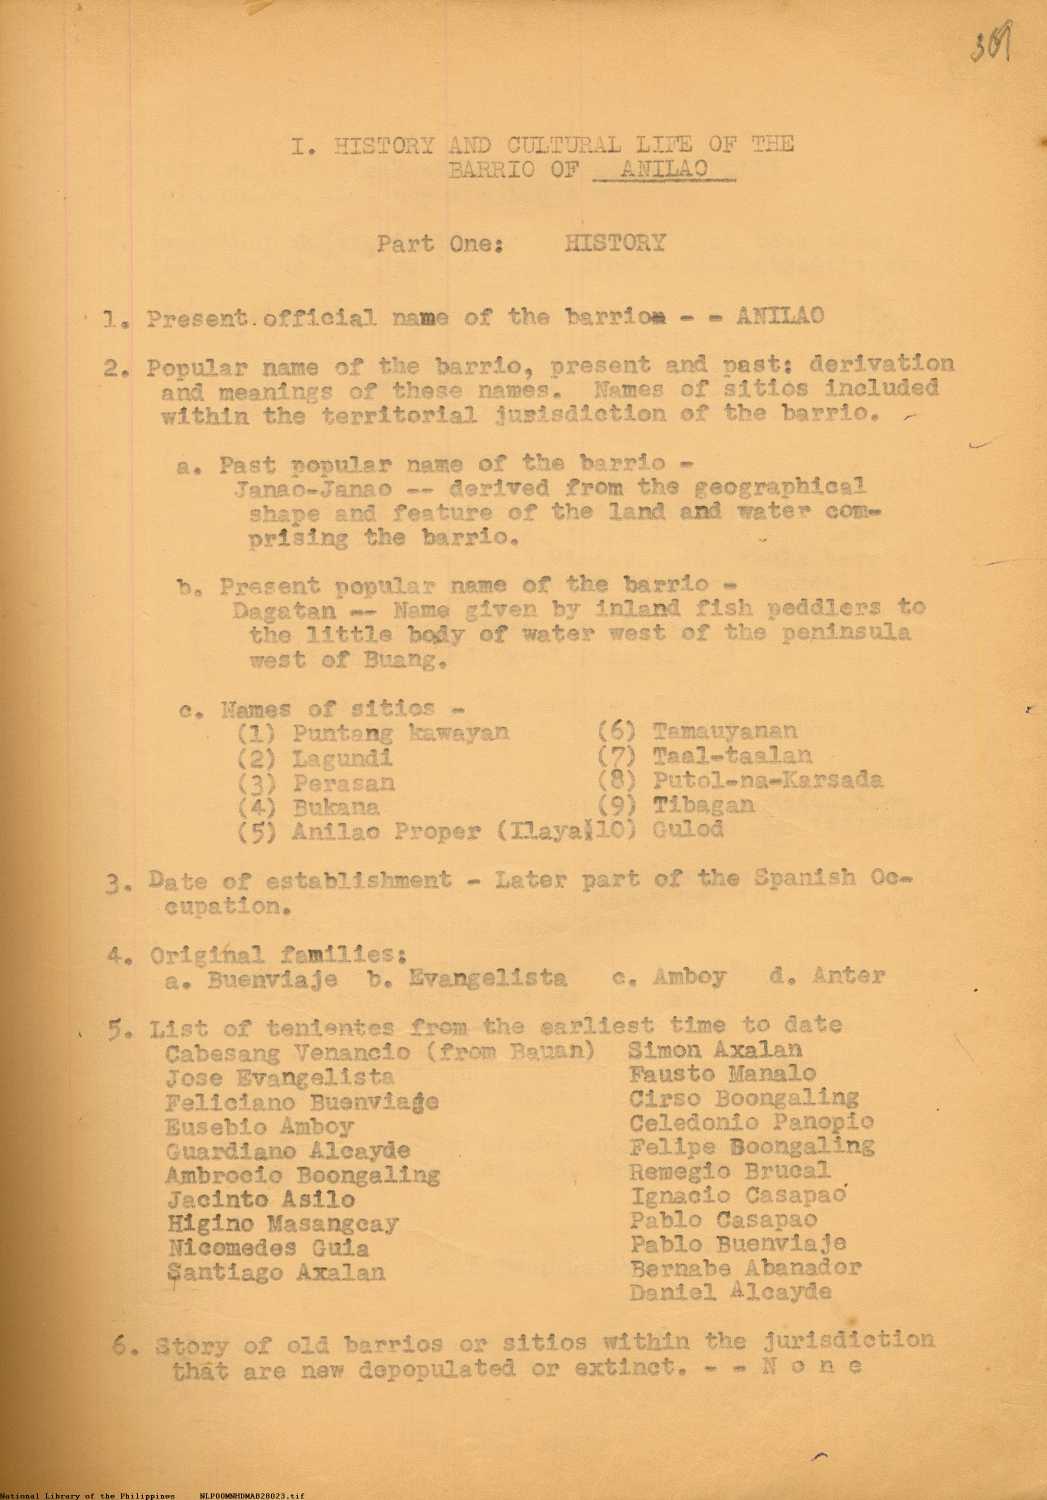 I. HISTORY AND CULTURAL LIFE OF THE
BARRIO OF ANILAO
Part One: HISTORY
1. Present official name of the barrio - - ANILAO
2. Popular name of the barrio, present and past; derivation
and meanings of these names. Names of sitios included
within the territorial jurisdiction of the barrio.
a. Past popular name of the barrio -
Janao-Janao -- derived from the geographical
shape and feature of the land and water com-
prising the barrio.
b. Present popular name of the barrio -
Dagatan -- Name given by inland fish peddlers to
the little body of water west of the peninsula
west of Buang.
c. Names of sitios -
(1) Puntang kawayan (6) Tamauyanan
(2) Lagundi (7) Taal-taalan
(3) Perasan (8) Putol-na-Karsada
(4) Bukana (9) Tibagan
(5) Anilao Proper (Ilaya)(10) Gulod
3. Date of establishment - Later part of the Spanish Oc-
cupation.
4. Original families:
a. Buenviaje b. Evangelista c. Amboy d. Anter
5. List of tenientes from the earliest time to date
Cabesang Venancio (from Bauan) Simon Axalan
Jose Evangelista Fausto Manalo
Feliciano Buenviaje Cirso Boongaling
Eusebio Amboy Celedonio Panopio
Guardiano Alcayde Felipe Boongaling
Ambrocio Boongaling Remegio Brucal
Jacinto Asilo Ignacio Casapao
Higino Masangcay Pablo Casapao
Nicomedes Guia Pablo Buenviaje
Santiago Axalan Bernabe Abanador
Daniel Alcayde
6. Story of old barrios or sitios within the jurisdiction
that are new depopulated or extinct. - - N o n e
National Library of the Philippines NLPOOMNHDMAB28023.tif